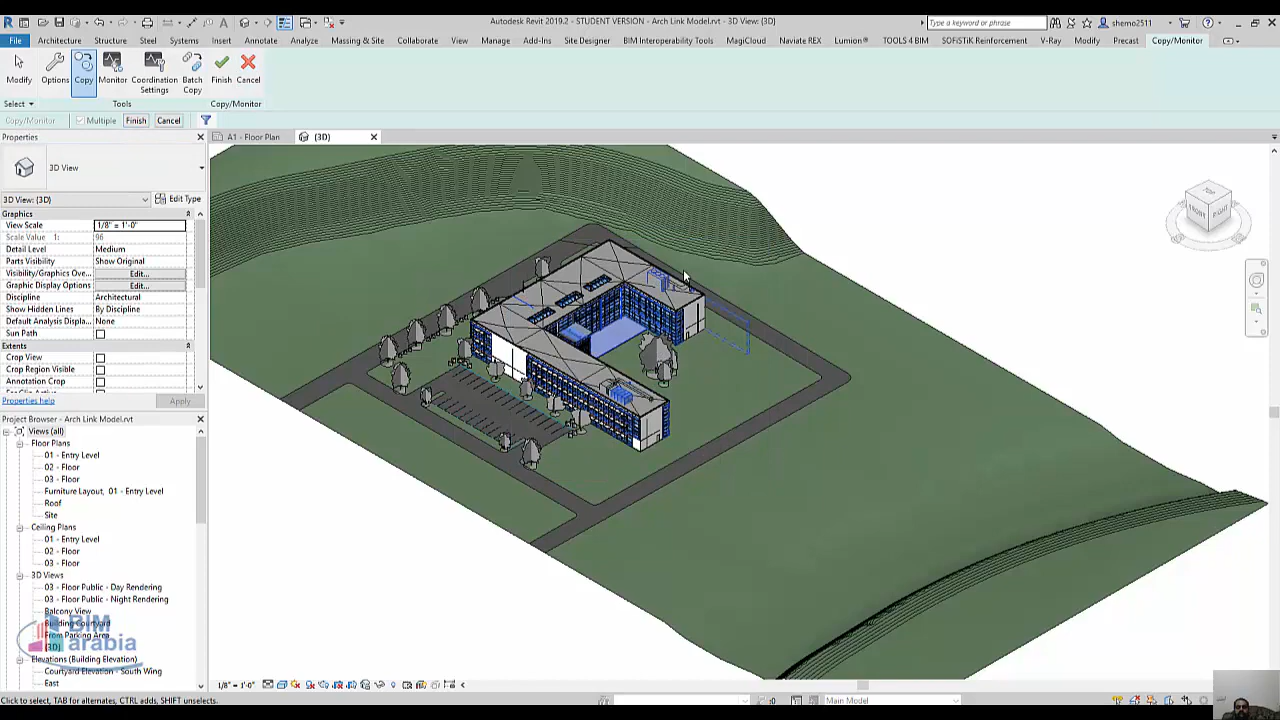 Autodesk Revit 2019.2 - STUDENT VERSION - Arch Link Model.rvt - 3D View: {3D}
Type a keyword or phrase
shemo2511
File Architecture Structure Steel Systems Insert Annotate Analyze Massing & Site Collaborate View Manage Add-Ins Site Designer BIM Interoperability Tools MagiCloud Naviate REX Lumion® TOOLS 4 BIM SOFiSTiK Reinforcement V-Ray Modify Precast Copy/Monitor
Modify Options Copy Monitor Coordination Settings Batch Copy Finish Cancel
Select Tools Copy/Monitor
Copy/Monitor Multiple Finish Cancel
Properties
A1 - Floor Plan {3D}
3D View
3D View: {3D} Edit Type
Graphics
View Scale 1/8" = 1'-0"
Scale Value 1: 96
Detail Level Medium
Parts Visibility Show Original
Visibility/Graphics Ove... Edit...
Graphic Display Options Edit...
Discipline Architectural
Show Hidden Lines By Discipline
Default Analysis Displa... None
Sun Path
Extents
Crop View
Crop Region Visible
Annotation Crop
Properties help Apply
Project Browser - Arch Link Model.rvt
Views (all)
Floor Plans
01 - Entry Level
02 - Floor
03 - Floor
Furniture Layout, 01 - Entry Level
Roof
Site
Ceiling Plans
01 - Entry Level
02 - Floor
03 - Floor
3D Views
03 - Floor Public - Day Rendering
03 - Floor Public - Night Rendering
Balcony View
Building Courtyard
From Parking Area
{3D}
Elevations (Building Elevation)
Courtyard Elevation - South Wing
East
BIM
arabia
TOP
FRONT RIGHT
1/8" = 1'-0"
Click to select, TAB for alternates, CTRL adds, SHIFT unselects.
:0 Main Model